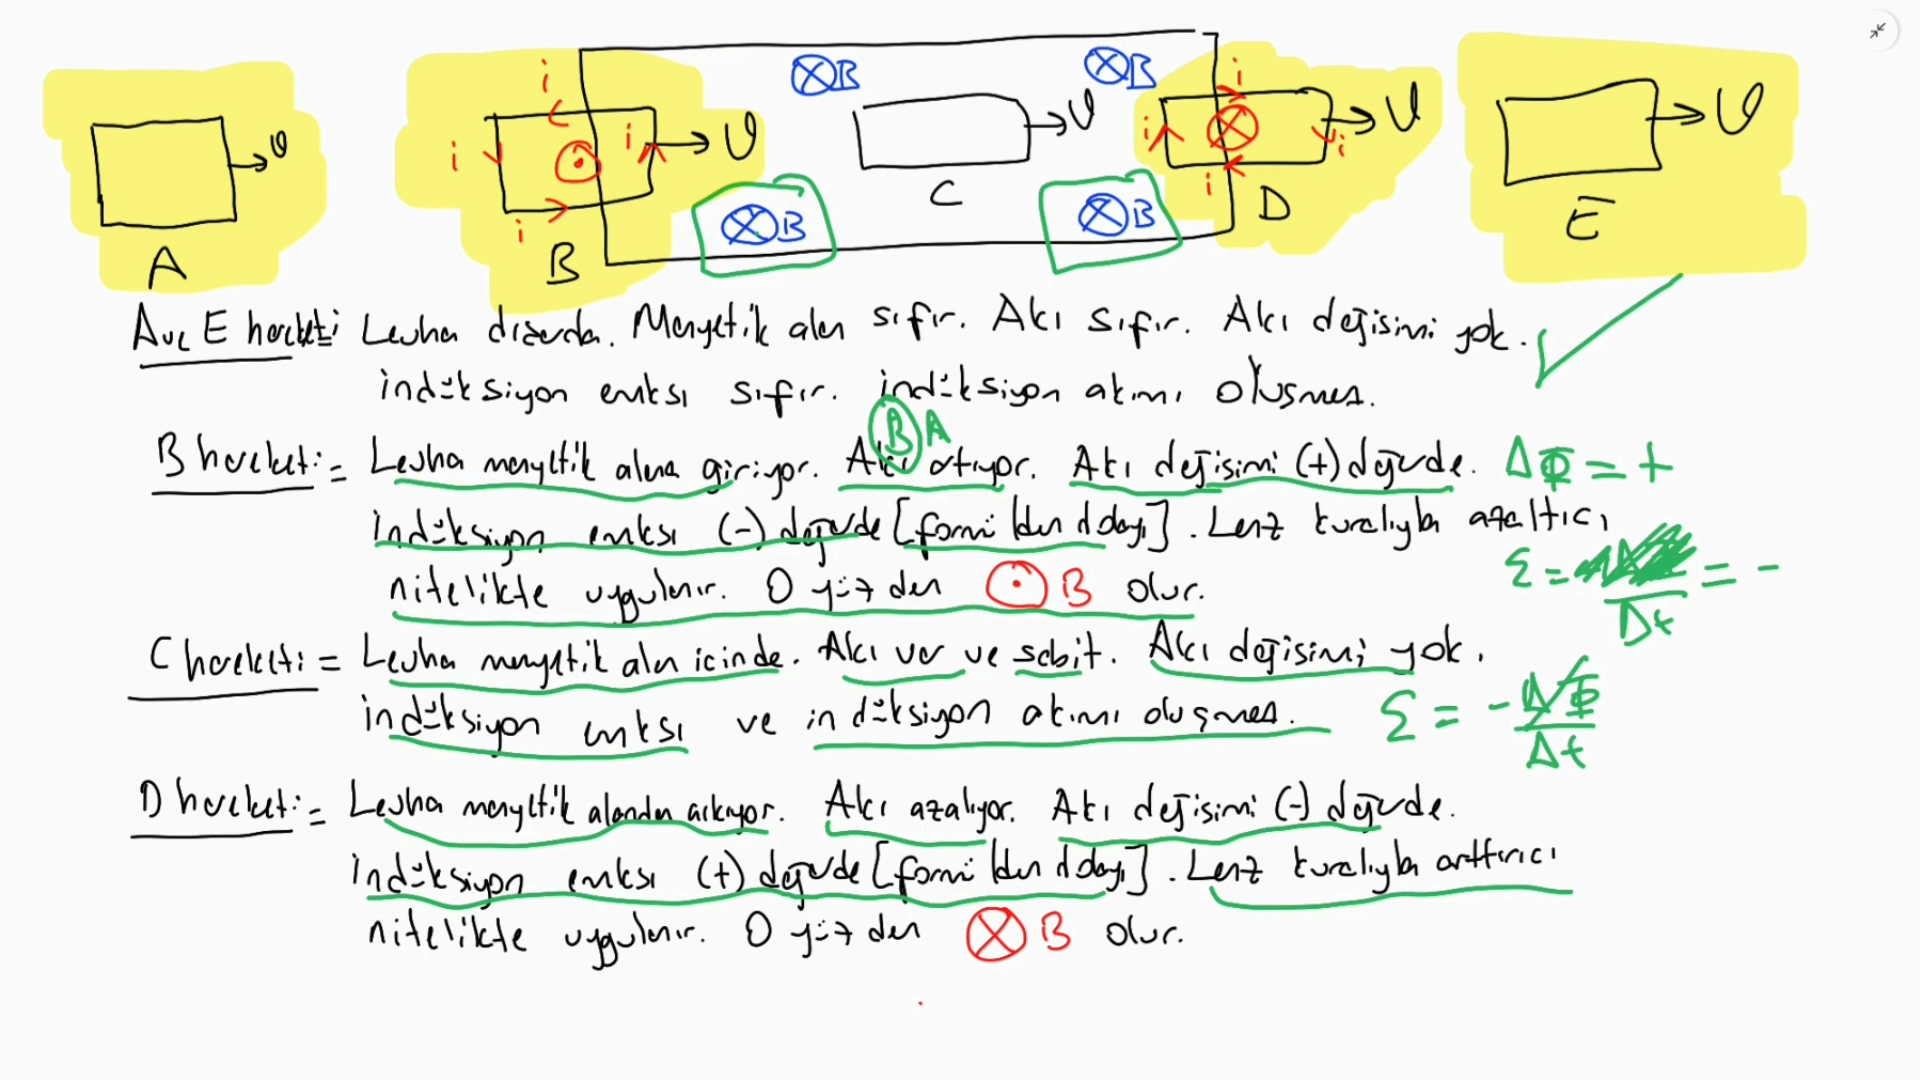 i ⊗B ⊗B i
υ i i υ υ i υ i υ
i ⊗B C ⊗B i D E
A B
A ve E hareketi Levha dışarıda. Manyetik alan sıfır. Akı sıfır. Akı değişimi yok.
indüksiyon emksı sıfır. indüksiyon akımı oluşmaz.
B A
B hareketi = Levha manyetik alana giriyor. Akı artıyor. Akı değişimi (+) değerde. ΔΦ = +
indüksiyon emksı (-) değerde [formülden dolayı]. Lenz kuralıyla azaltıcı
nitelikte uygulanır. O yüzden ⊙ B olur. Ɛ = / Δt = -
C hareketi = Levha manyetik alan içinde. Akı var ve sabit. Akı değişimi yok.
indüksiyon emksı ve indüksiyon akımı oluşmaz. Ɛ = -ΔΦ / Δt
D hareketi = Levha manyetik alandan çıkıyor. Akı azalıyor. Akı değişimi (-) değerde.
indüksiyon emksı (+) değerde [formülden dolayı]. Lenz kuralıyla arttırıcı
nitelikte uygulanır. O yüzden ⊗ B olur.